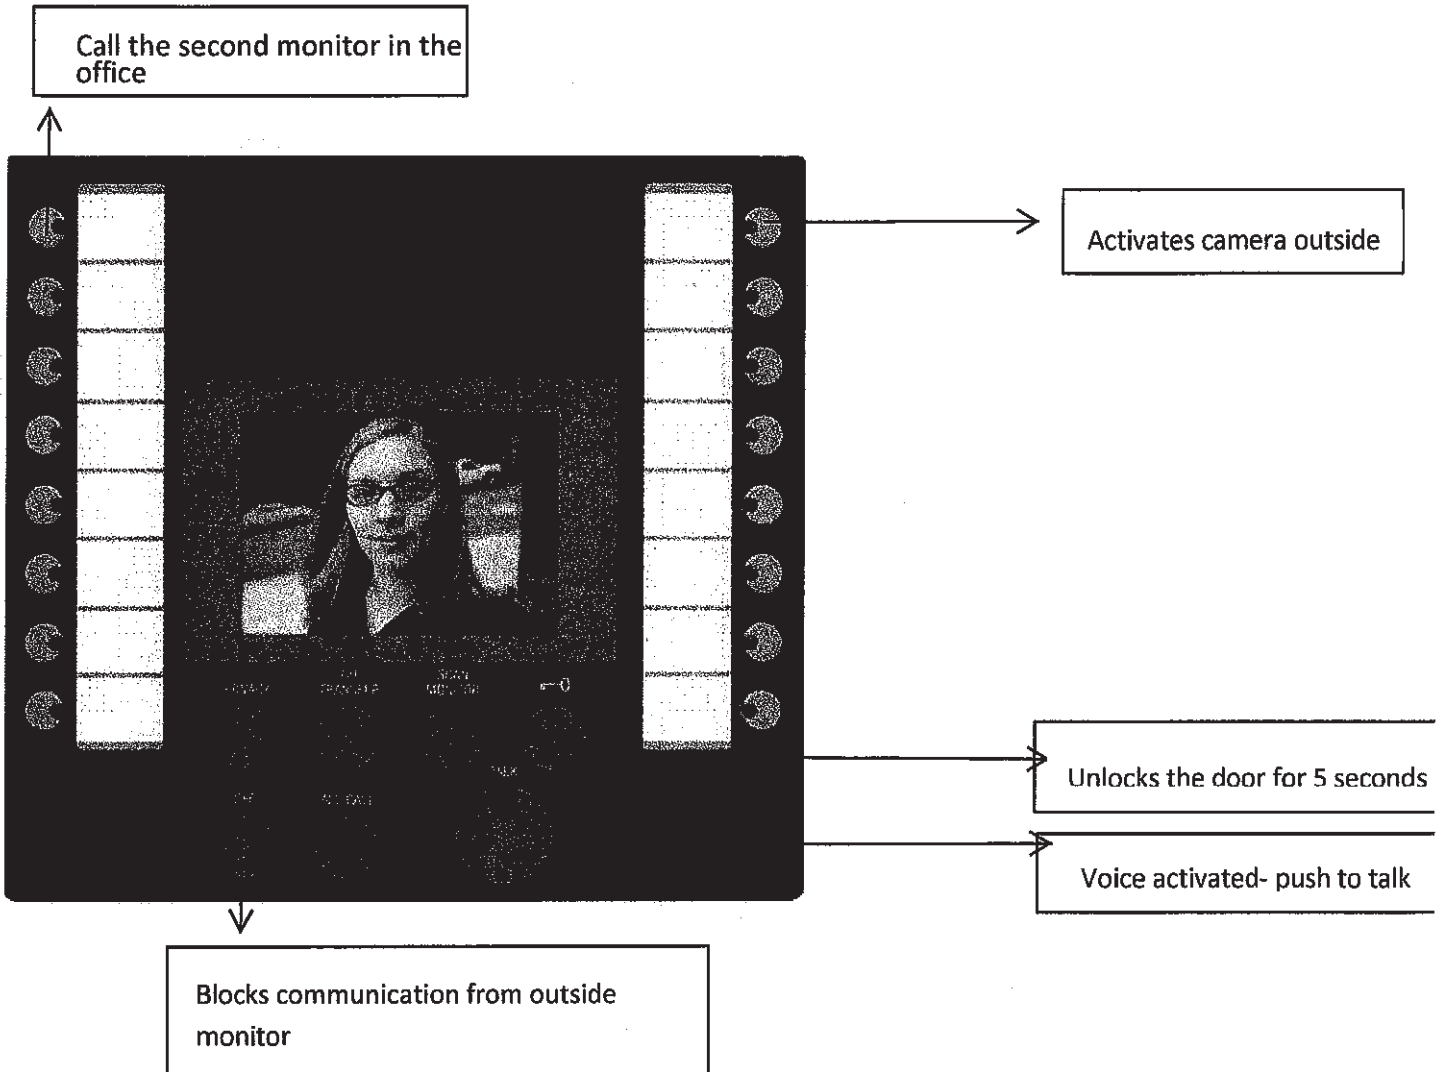 Call the second monitor in the
office
Activates camera outside
Unlocks the door for 5 seconds
Voice activated- push to talk
Blocks communication from outside
monitor